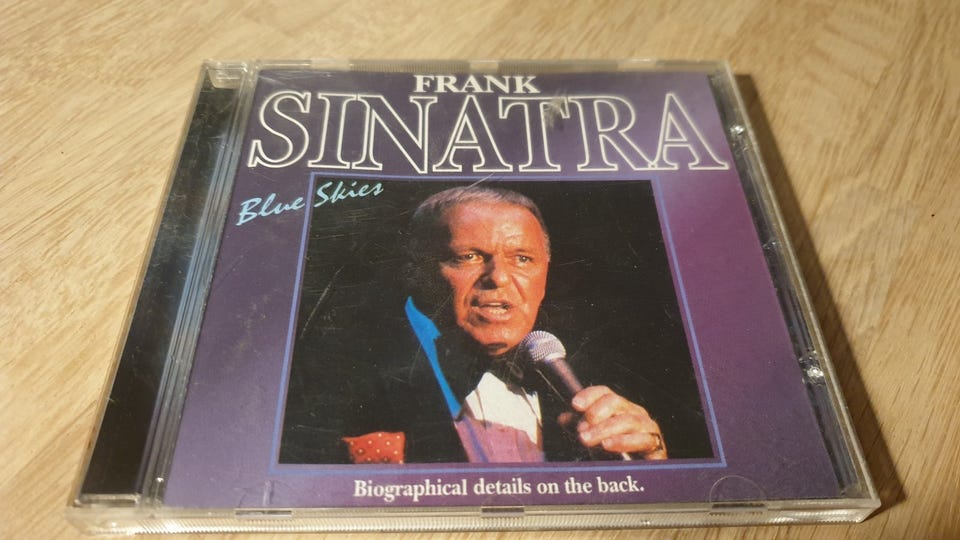 FRANK
SINATRA
Blue Skies
Biographical details on the back.